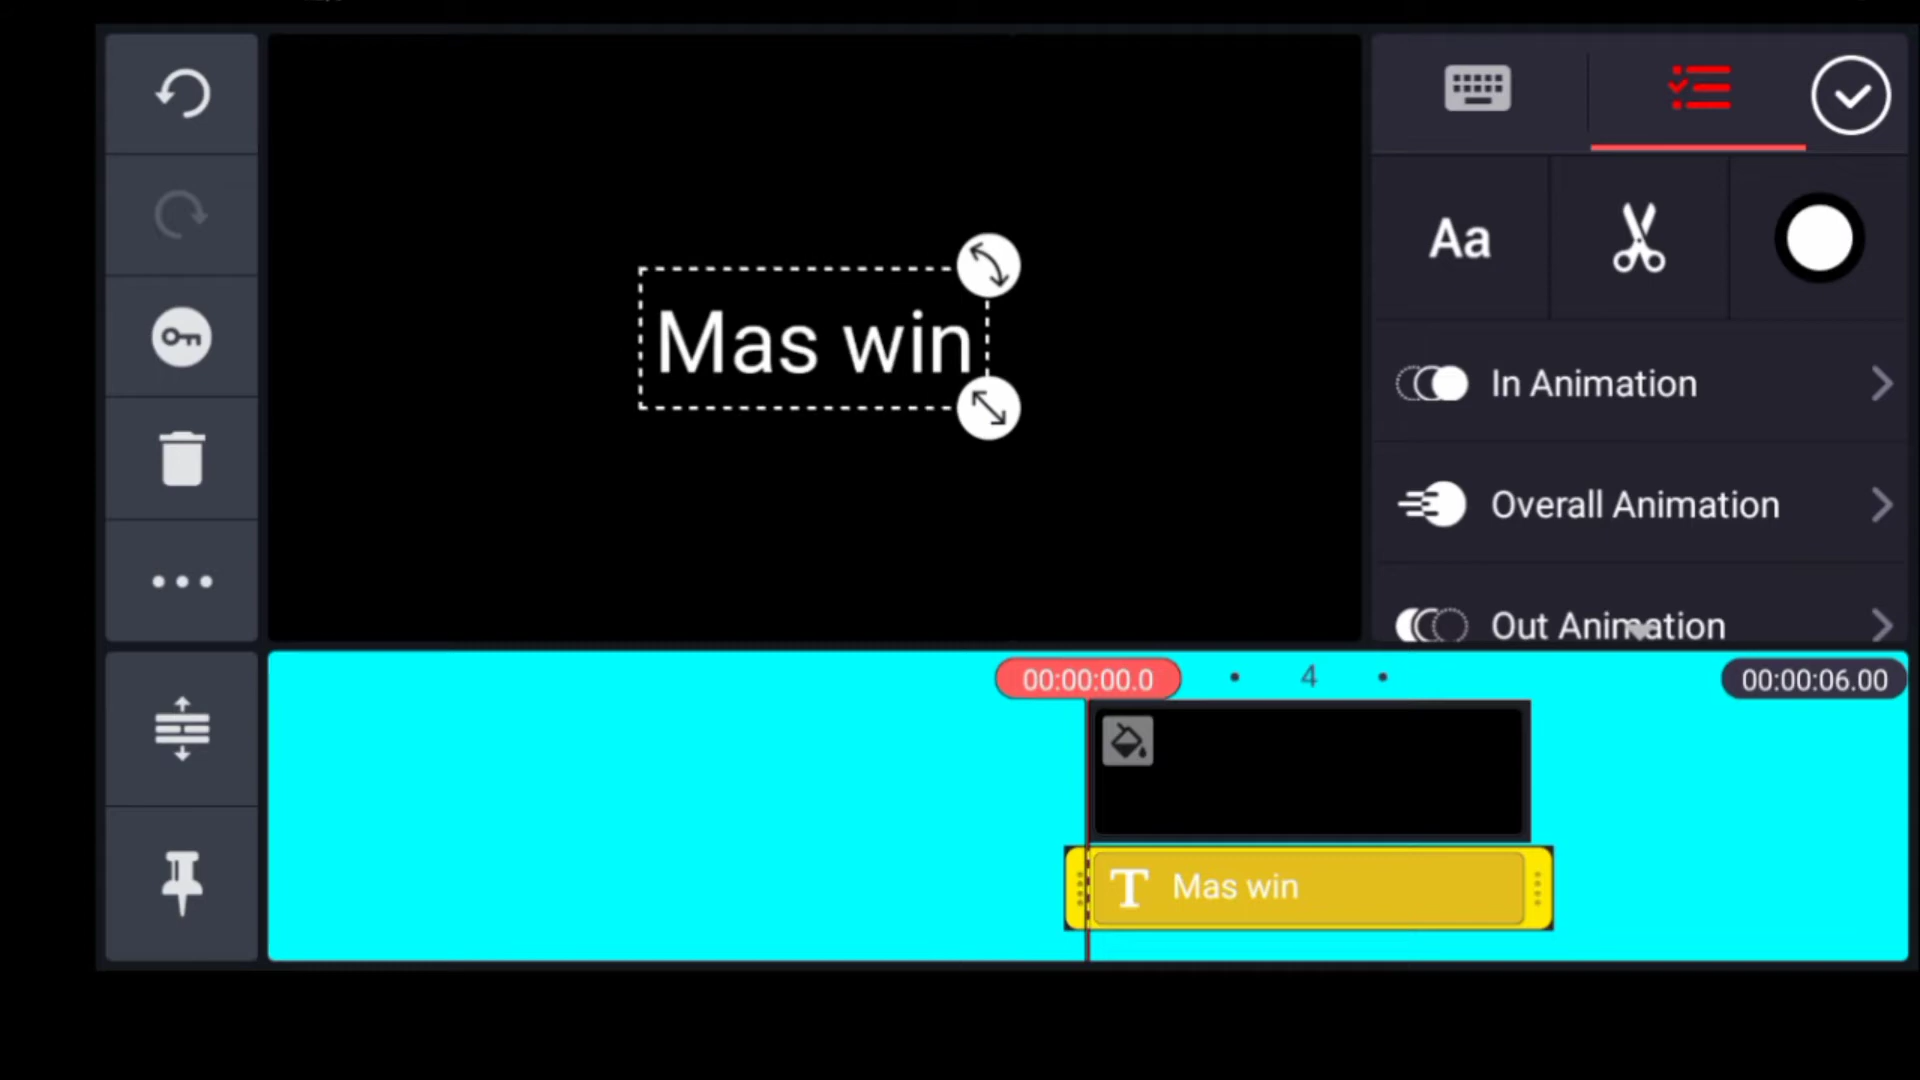 Aa
Mas win
In Animation
Overall Animation
Out Animation
00:00:00.0
4
00:00:06.00
T Mas win